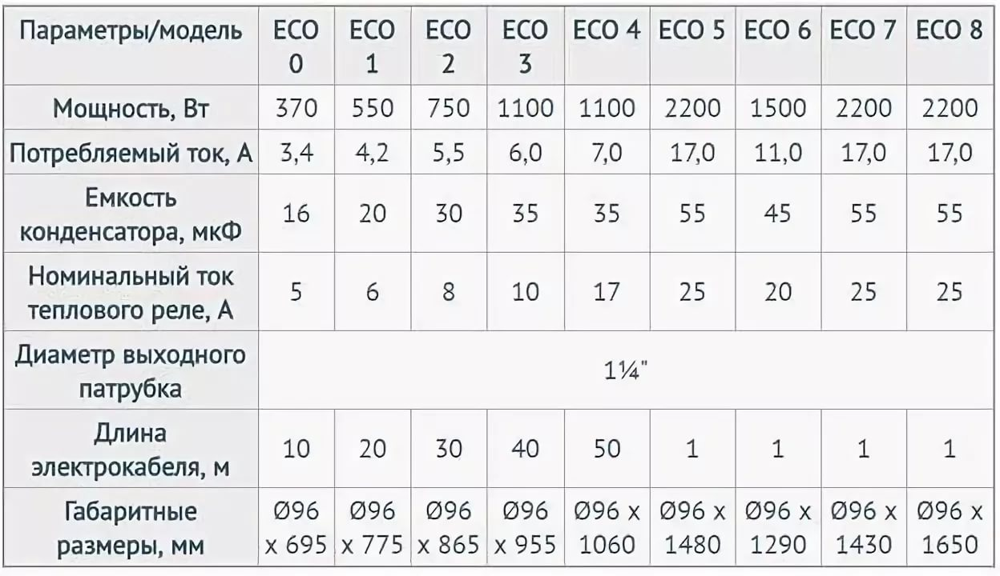 Параметры/модель ECO 0 ECO 1 ECO 2 ECO 3 ECO 4 ECO 5 ECO 6 ECO 7 ECO 8
Мощность, Вт 370 550 750 1100 1100 2200 1500 2200 2200
Потребляемый ток, А 3,4 4,2 5,5 6,0 7,0 17,0 11,0 17,0 17,0
Емкость конденсатора, мкФ 16 20 30 35 35 55 45 55 55
Номинальный ток теплового реле, А 5 6 8 10 17 25 20 25 25
Диаметр выходного патрубка 1¼"
Длина электрокабеля, м 10 20 30 40 50 1 1 1 1
Габаритные размеры, мм Ø96 x 695 Ø96 x 775 Ø96 x 865 Ø96 x 955 Ø96 x 1060 Ø96 x 1480 Ø96 x 1290 Ø96 x 1430 Ø96 x 1650